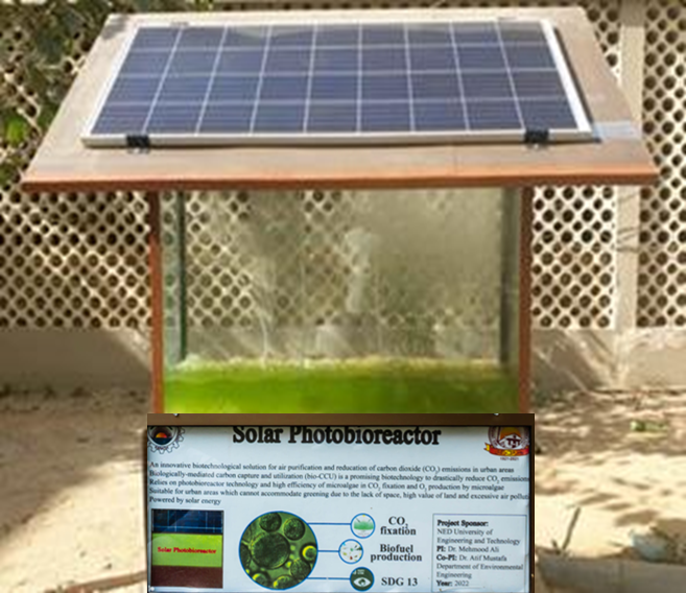 Solar Photobioreactor
An innovative biotechnological solution for air purification and reducation of carbon dioxide (CO₂) emissions in urban areas
Biologically-mediated carbon capture and utilization (bio-CCU) is a promising biotechnology to drastically reduce CO₂ emissions
Relies on photobioreactor technology and high efficiency of microalgae in CO₂ fixation and O₂ production by microalgae
Suitable for urban areas which cannot accommodate greening due to the lack of space, high value of land and excessive air pollut
Powered by solar energy
Solar Photobioreactor
CO₂
fixation
Biofuel
production
SDG 13
Project Sponsor:
NED University of
Engineering and Technology
PI: Dr. Mehmood Ali
Co-PI: Dr. Atif Mustafa
Department of Environmental
Engineering
Year: 2022